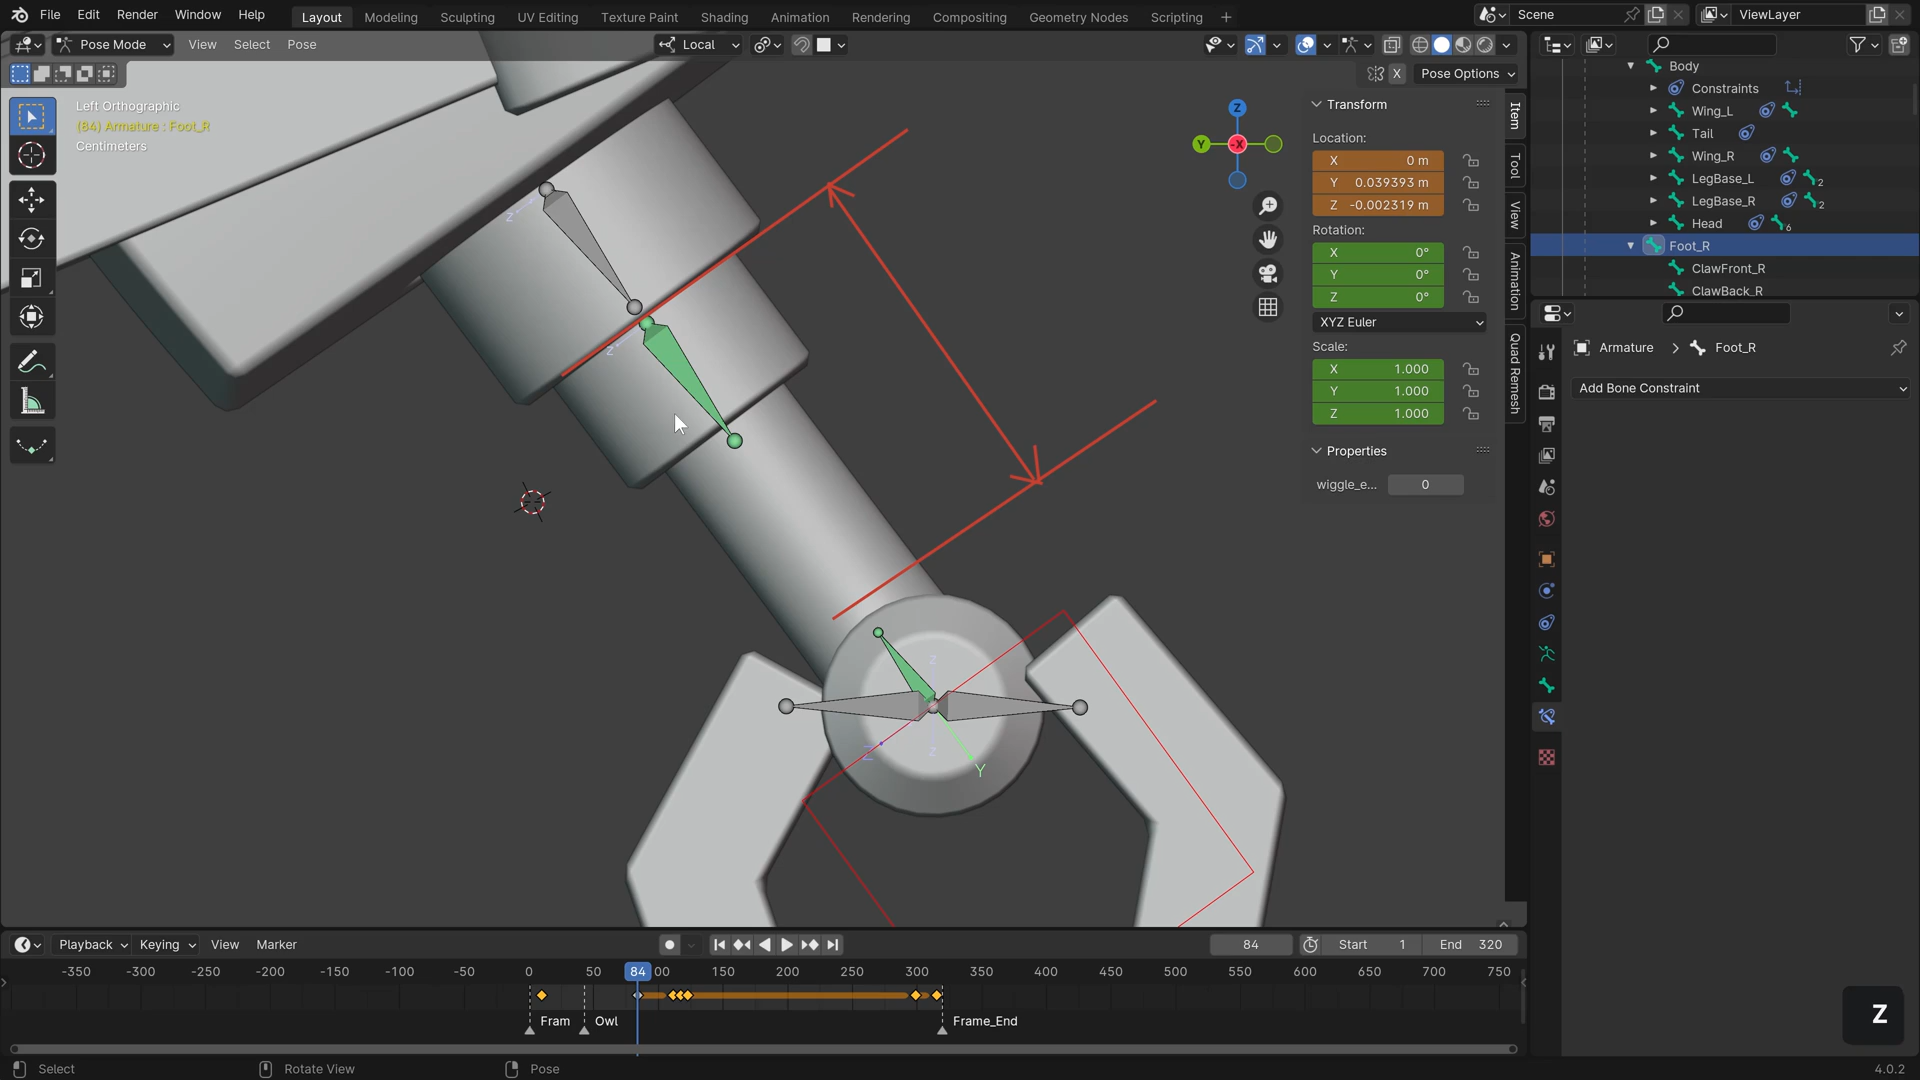 File Edit Render Window Help Layout Modeling Sculpting UV Editing Texture Paint Shading Animation Rendering Compositing Geometry Nodes Scripting + Scene ViewLayer
Pose Mode View Select Pose Local
X Pose Options
Left Orthographic
(84) Armature : Foot_R
Centimeters
Z
Y
-X
Transform
Location:
X 0 m
Y 0.039393 m
Z -0.002319 m
Rotation:
X 0°
Y 0°
Z 0°
XYZ Euler
Scale:
X 1.000
Y 1.000
Z 1.000
Properties
wiggle_e... 0
Item
Tool
View
Animation
Quad Remesh
Z
Z
Z
Z
Z
Y
Body
Constraints
Wing_L
Tail
Wing_R
LegBase_L 2
LegBase_R 2
Head 6
Foot_R
ClawFront_R
ClawBack_R
Armature > Foot_R
Add Bone Constraint
Playback Keying View Marker 84 Start 1 End 320
-350 -300 -250 -200 -150 -100 -50 0 50 84 00 150 200 250 300 350 400 450 500 550 600 650 700 750
Fram Owl Frame_End
Z
Select Rotate View Pose 4.0.2